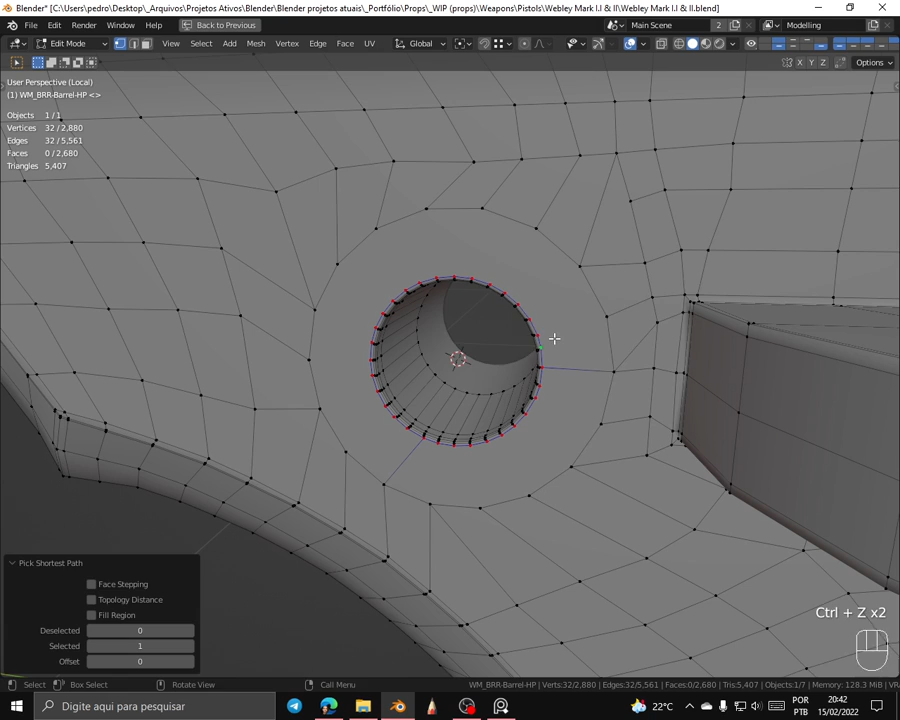 Blender* [C:\Users\pedro\Desktop\_Arquivos\Projetos Ativos\Blender\Blender projetos atuais\_Portfólio\Props\_WIP (props)\Weapons\Pistols\Webley Mark I.I & II\Webley Mark I.I & II.blend]
File Edit Render Window Help Back to Previous Main Scene 2 Modelling
Edit Mode View Select Add Mesh Vertex Edge Face UV Global
X Y Z Options
User Perspective (Local)
(1) WM_BRR-Barrel-HP <>
Objects 1/1
Vertices 32/2,880
Edges 32/5,561
Faces 0/2,680
Triangles 5,407
Pick Shortest Path
Face Stepping
Topology Distance
Fill Region
Deselected 0
Selected 1
Offset 0
Ctrl + Z x2
Select Box Select Rotate View Call Menu WM_BRR-Barrel-HP | Verts:32/2,880 | Edges:32/5,561 | Faces:0/2,680 | Tris:5,407 | Objects:1/7 | Memory: 128.3 MiB | VR
Digite aqui para pesquisar 22°C POR PTB 20:42 15/02/2022